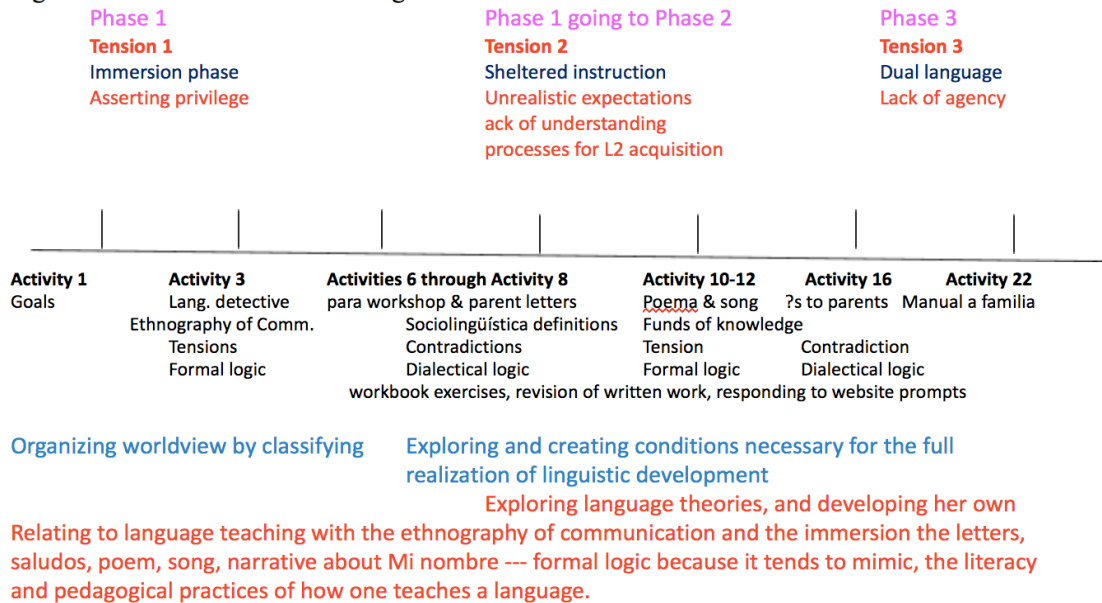 Phase 1 Phase 1 going to Phase 2 Phase 3
Tension 1 Tension 2 Tension 3
Immersion phase Sheltered instruction Dual language
Asserting privilege Unrealistic expectations Lack of agency
ack of understanding
processes for L2 acquisition
Activity 1 Activity 3 Activities 6 through Activity 8 Activity 10-12 Activity 16 Activity 22
Goals Lang. detective para workshop & parent letters Poema & song ?s to parents Manual a familia
Ethnography of Comm. Sociolingüística definitions Funds of knowledge
Tensions Contradictions Tension Contradiction
Formal logic Dialectical logic Formal logic Dialectical logic
workbook exercises, revision of written work, responding to website prompts
Organizing worldview by classifying Exploring and creating conditions necessary for the full
realization of linguistic development
Exploring language theories, and developing her own
Relating to language teaching with the ethnography of communication and the immersion the letters,
saludos, poem, song, narrative about Mi nombre --- formal logic because it tends to mimic, the literacy
and pedagogical practices of how one teaches a language.